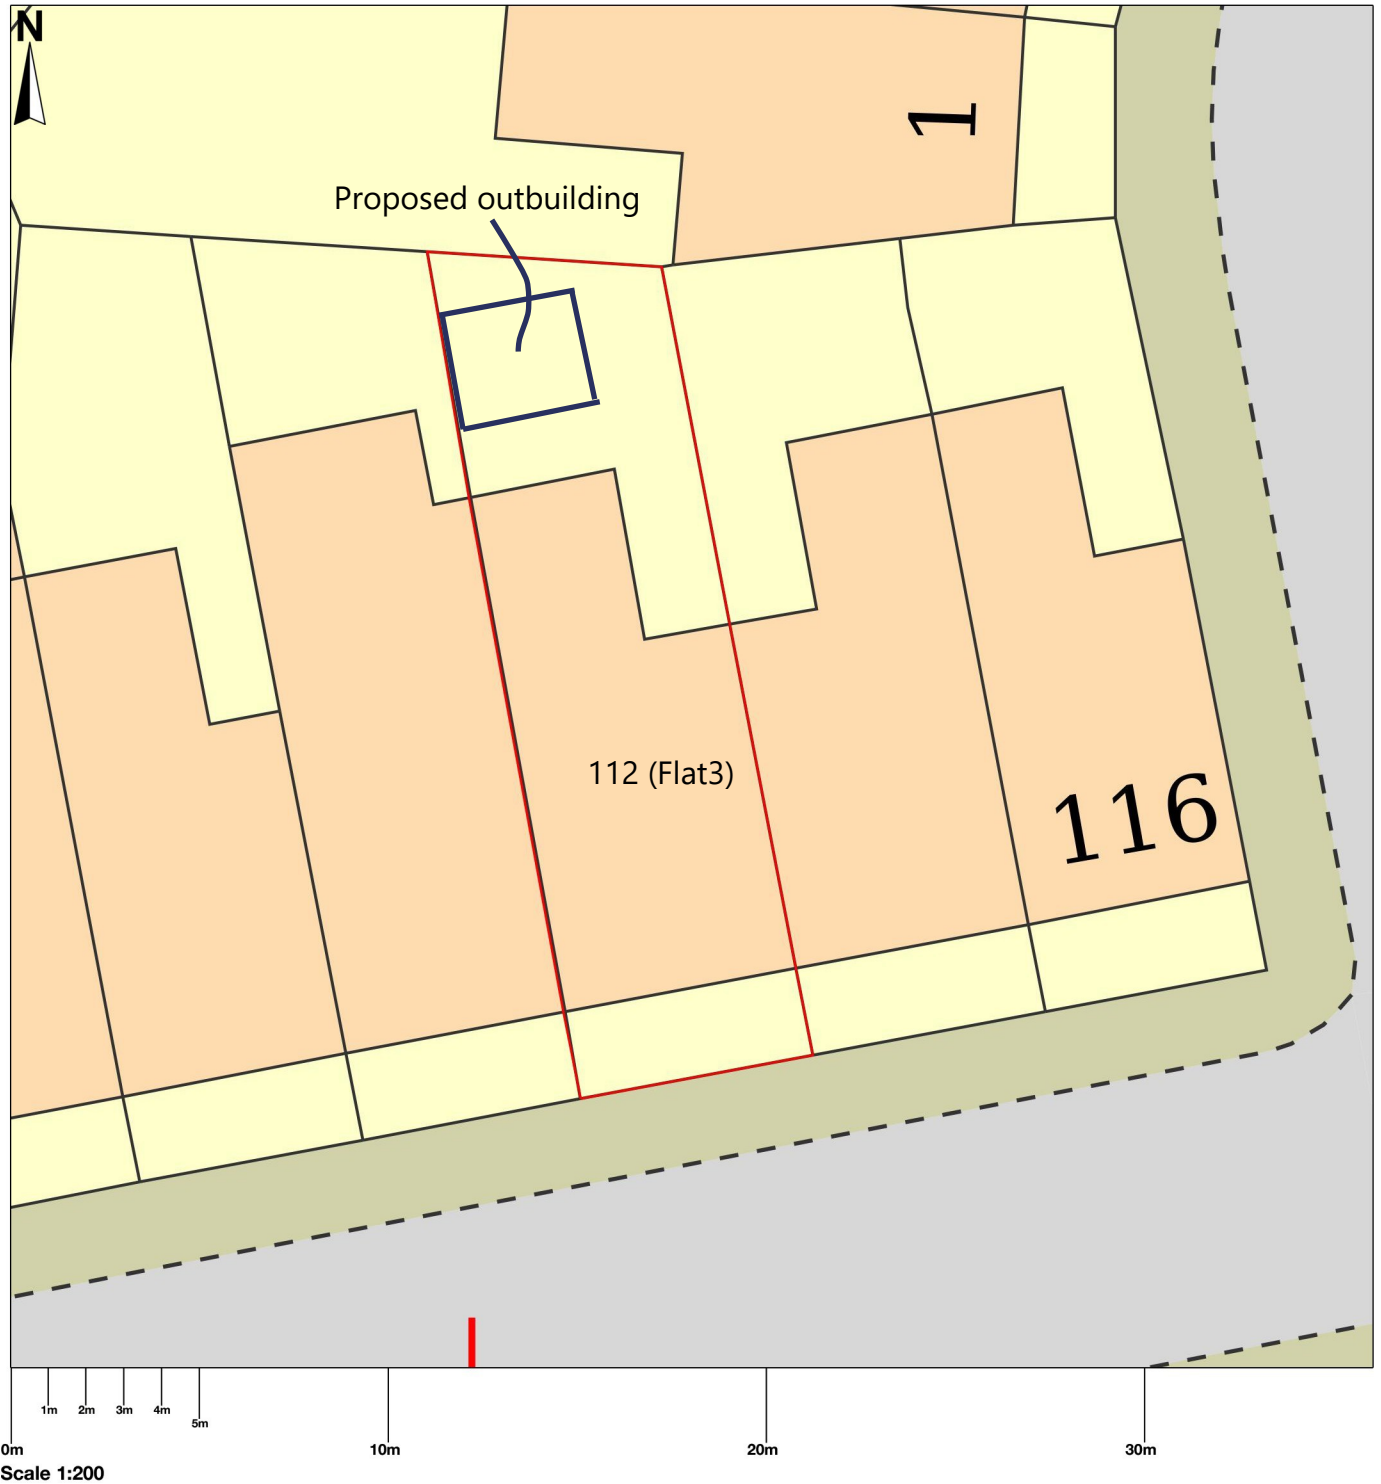 N
1
Proposed outbuilding
112 (Flat3)
116
1m 2m 3m 4m
5m
0m 10m 20m 30m
Scale 1:200